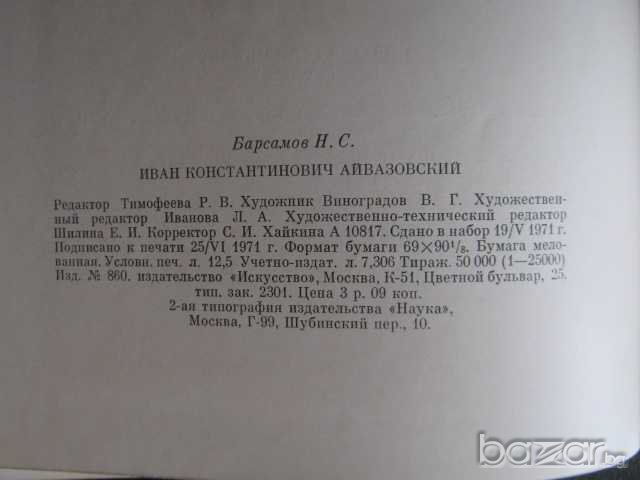 Барсамов Н. С.
ИВАН КОНСТАНТИНОВИЧ АЙВАЗОВСКИЙ
Редактор Тимофеева Р. В. Художник Виноградов В. Г. Художествен-
ный редактор Иванова Л. А. Художественно-технический редактор
Шилина Е. И. Корректор С. И. Хайкина А 10817. Сдано в набор 19/V 1971 г.
Подписано к печати 25/VI 1971 г. Формат бумаги 69×90¹/₈. Бумага мело-
ванная. Условн. печ. л. 12,5 Учетно-издат. л. 7,306 Тираж. 50 000 (1—25000)
Изд. № 860. издательство «Искусство», Москва, К-51, Цветной бульвар, 25.
тип. зак. 2301. Цена 3 р. 09 коп.
2-ая типография издательства «Наука»,
Москва, Г-99, Шубинский пер., 10.
bazar.bg